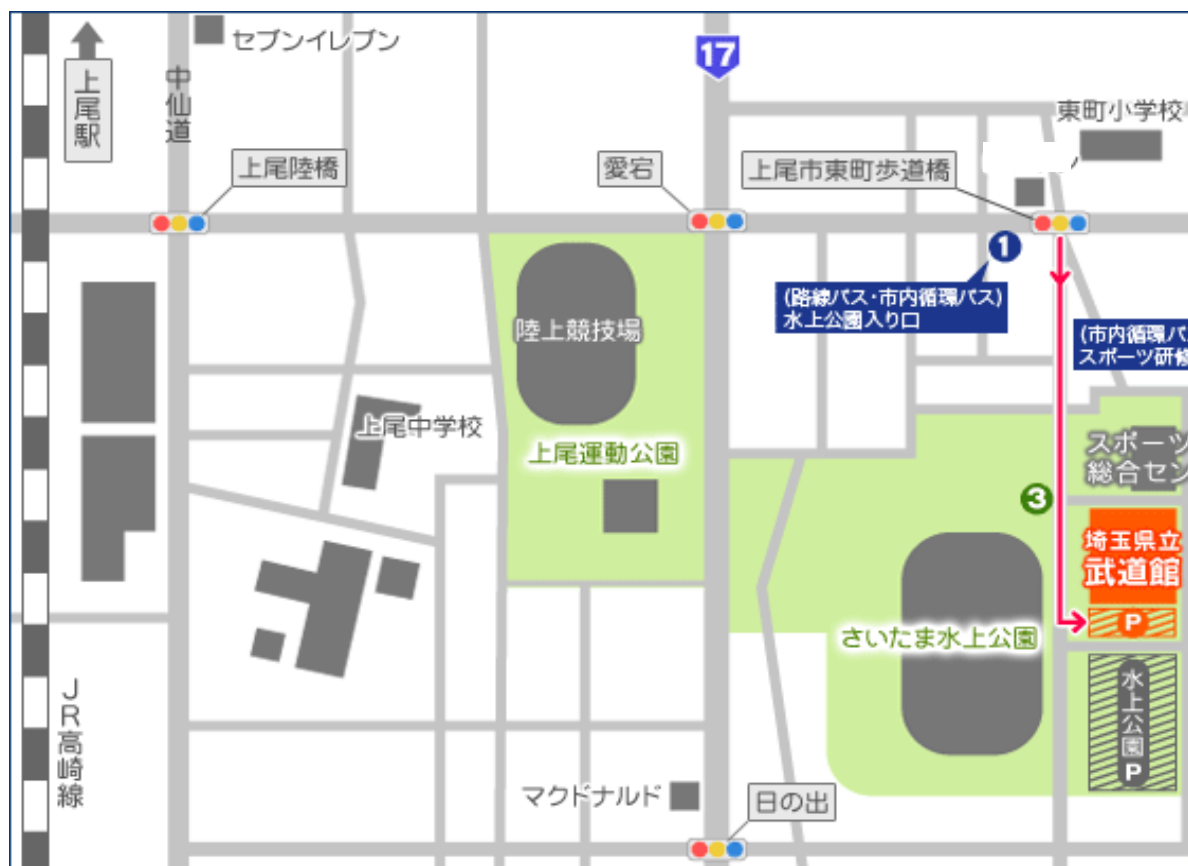 セブンイレブン
17
上尾駅
中仙道
東町小学校
上尾陸橋
愛宕
上尾市東町歩道橋
1
(路線バス・市内循環バス)
水上公園入り口
陸上競技場
(市内循環バ
スポーツ研修
上尾中学校
上尾運動公園
スポーツ
総合セン
3
埼玉県立
武道館
P
さいたま水上公園
水上公園P
JR高崎線
マクドナルド
日の出